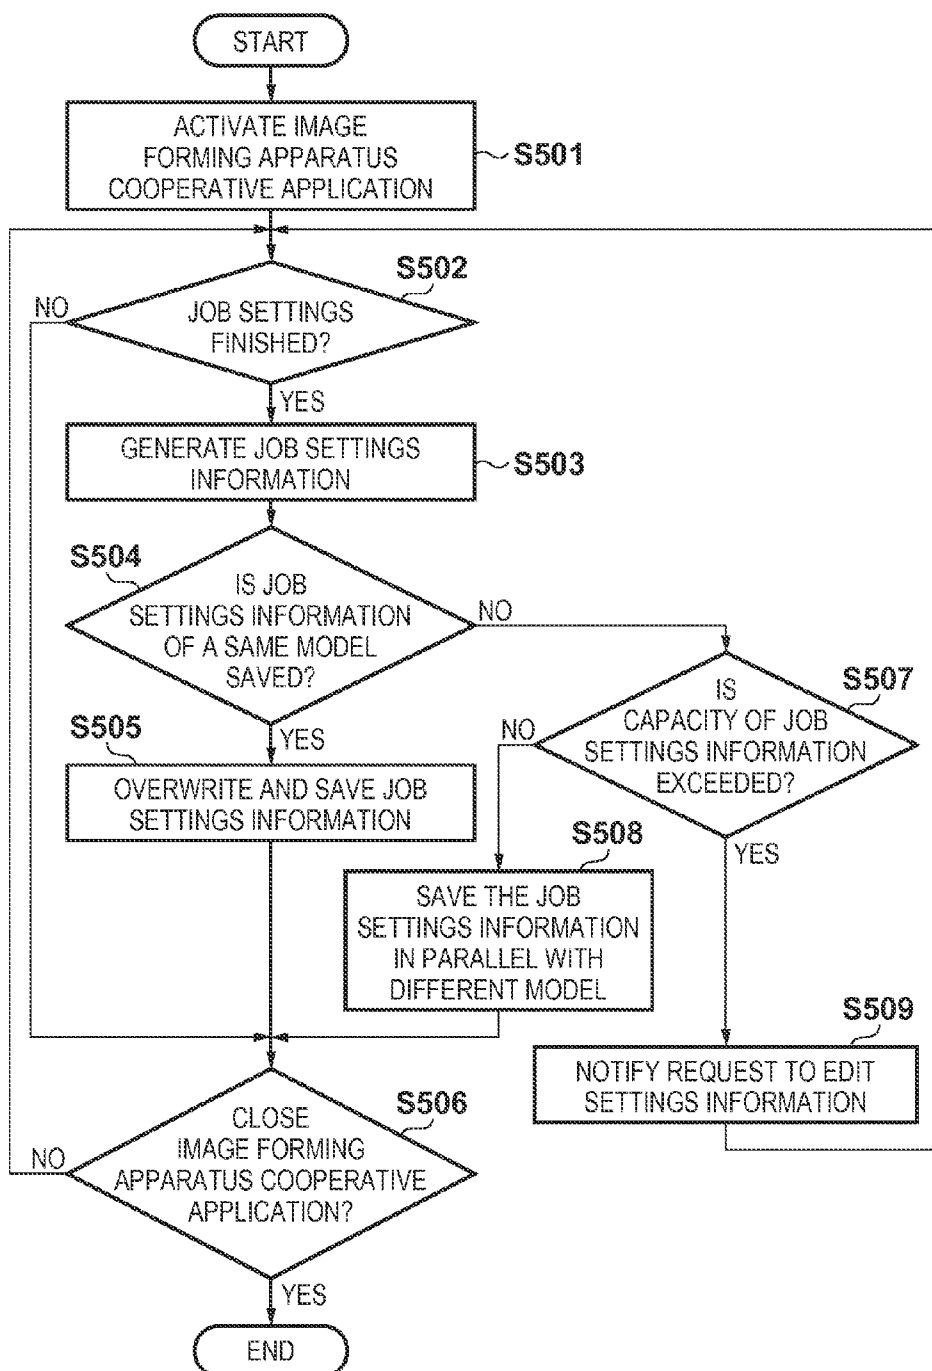 START
ACTIVATE IMAGE
FORMING APPARATUS
COOPERATIVE APPLICATION
S501
S502
NO
JOB SETTINGS
FINISHED?
YES
GENERATE JOB SETTINGS
INFORMATION
S503
S504
IS JOB
SETTINGS INFORMATION
OF A SAME MODEL
SAVED?
NO
YES
S507
IS
CAPACITY OF JOB
SETTINGS INFORMATION
EXCEEDED?
NO
YES
S505
OVERWRITE AND SAVE JOB
SETTINGS INFORMATION
S508
SAVE THE JOB
SETTINGS INFORMATION
IN PARALLEL WITH
DIFFERENT MODEL
S509
NOTIFY REQUEST TO EDIT
SETTINGS INFORMATION
S506
CLOSE
IMAGE FORMING
APPARATUS COOPERATIVE
APPLICATION?
NO
YES
END